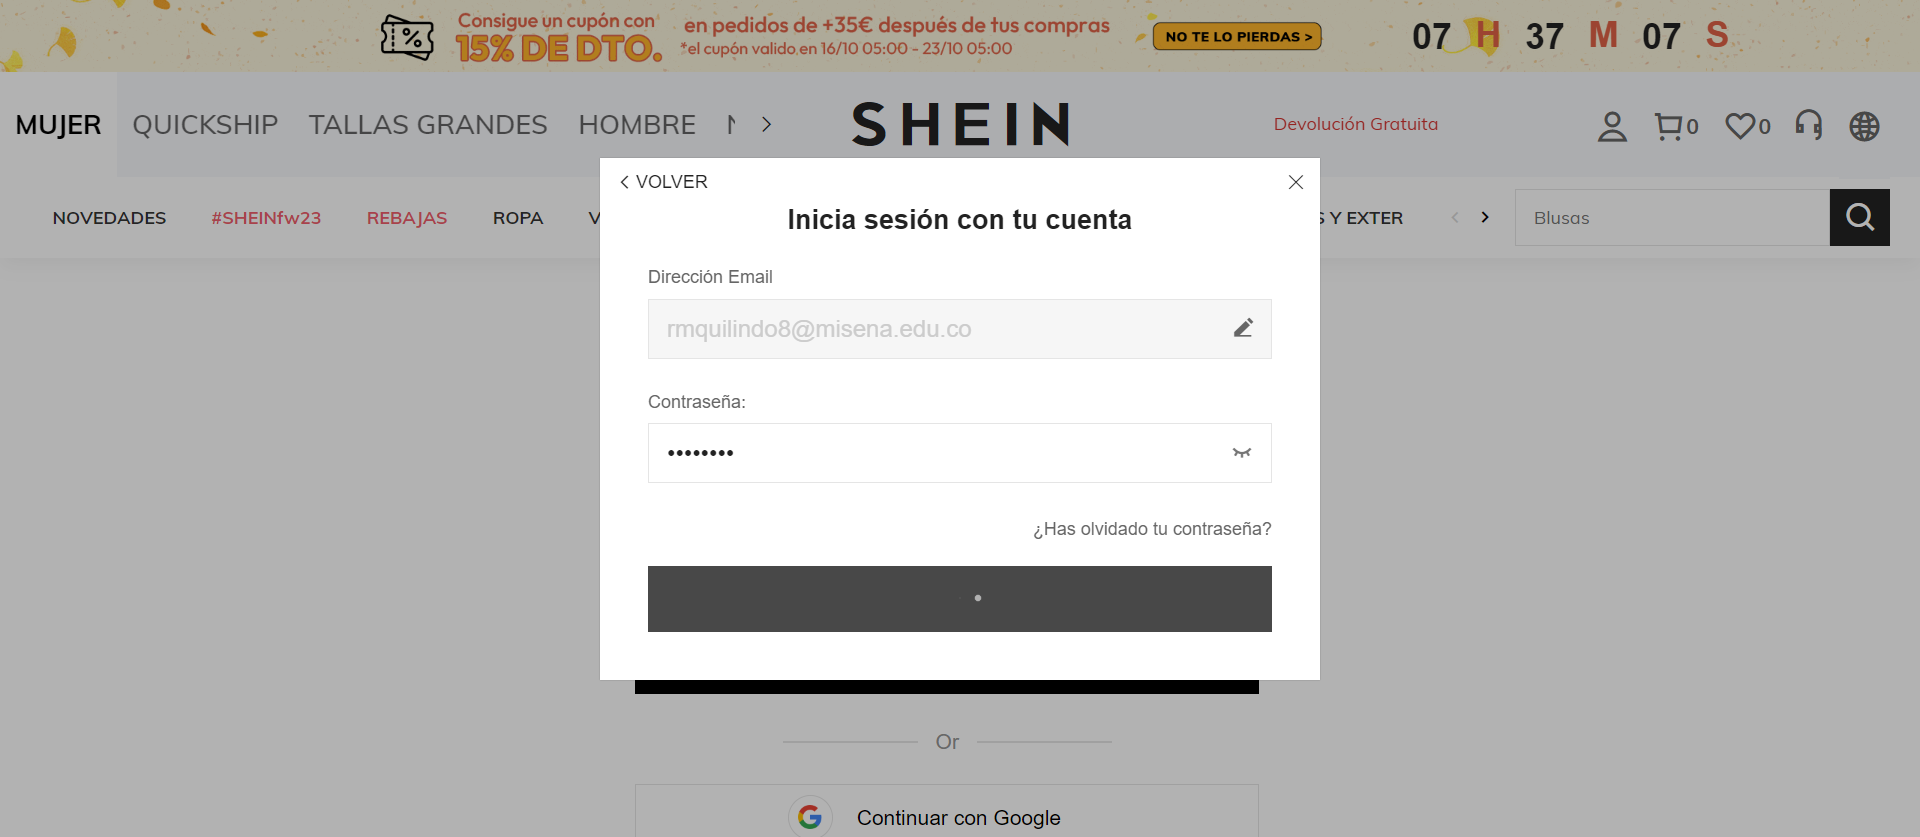 Consigue un cupón con
15% DE DTO.
en pedidos de +35€ después de tus compras
*el cupón valido en 16/10 05:00 - 23/10 05:00
NO TE LO PIERDAS >
07 H 37 M 07 S
MUJER QUICKSHIP TALLAS GRANDES HOMBRE
SHEIN
Devolución Gratuita
0 0
NOVEDADES #SHEINfw23 REBAJAS ROPA
S Y EXTER
Blusas
VOLVER
Inicia sesión con tu cuenta
Dirección Email
rmquilindo8@misena.edu.co
Contraseña:
••••••••
¿Has olvidado tu contraseña?
Or
Continuar con Google